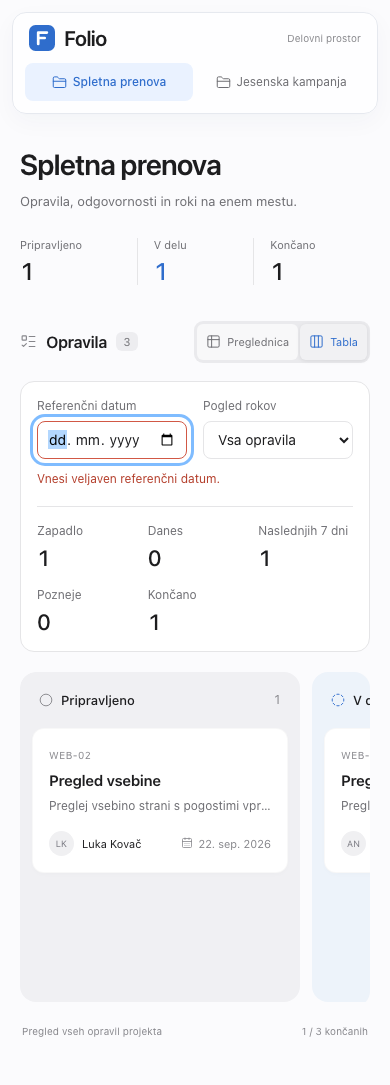 Folio
Delovni prostor
Spletna prenova
Jesenska kampanja
Spletna prenova
Opravila, odgovornosti in roki na enem mestu.
Pripravljeno
1
V delu
1
Končano
1
Opravila 3
Preglednica
Tabla
Referenčni datum
dd. mm. yyyy
Pogled rokov
Vsa opravila
Vnesi veljaven referenčni datum.
Zapadlo
1
Danes
0
Naslednjih 7 dni
1
Pozneje
0
Končano
1
Pripravljeno 1
WEB-02
Pregled vsebine
Preglej vsebino strani s pogostimi vpr...
LK Luka Kovač 22. sep. 2026
V
WEB-
Preg
Pregl
AN
Pregled vseh opravil projekta
1 / 3 končanih